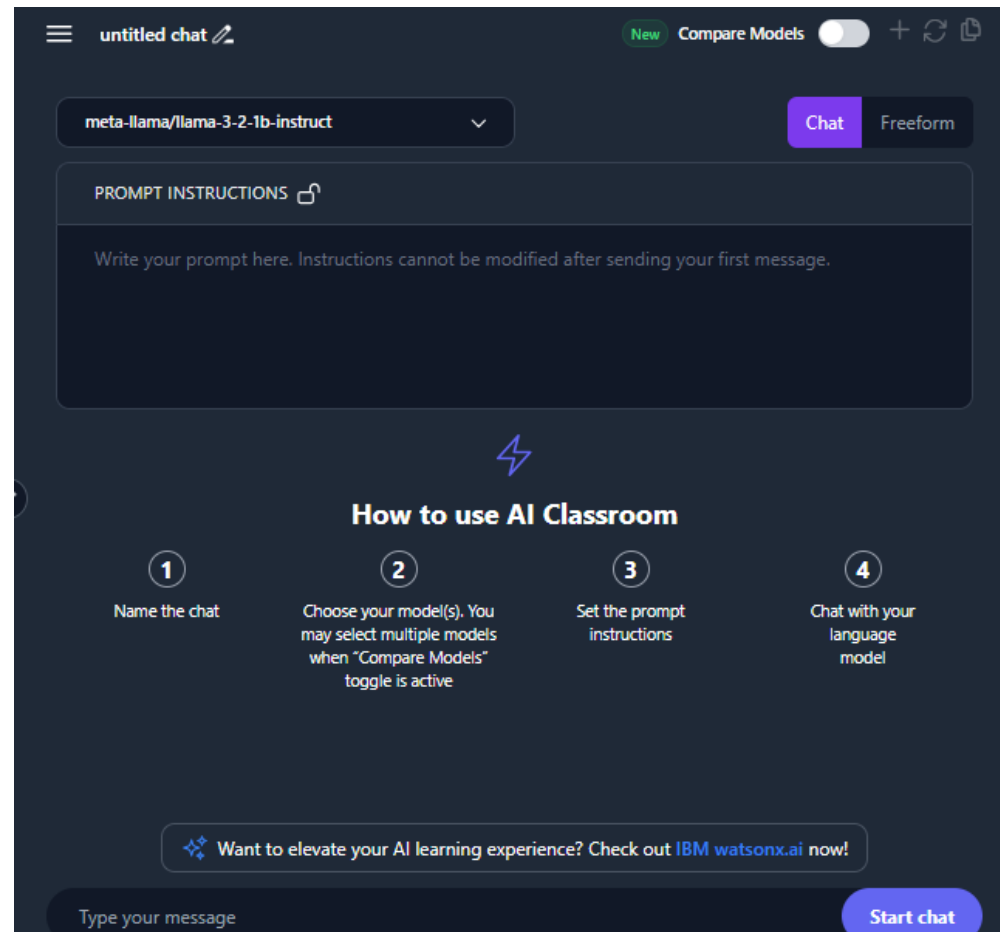 untitled chat
New Compare Models
meta-llama/llama-3-2-1b-instruct
Chat Freeform
PROMPT INSTRUCTIONS
Write your prompt here. Instructions cannot be modified after sending your first message.
How to use AI Classroom
1
Name the chat
2
Choose your model(s). You
may select multiple models
when “Compare Models”
toggle is active
3
Set the prompt
instructions
4
Chat with your
language
model
Want to elevate your AI learning experience? Check out IBM watsonx.ai now!
Type your message
Start chat